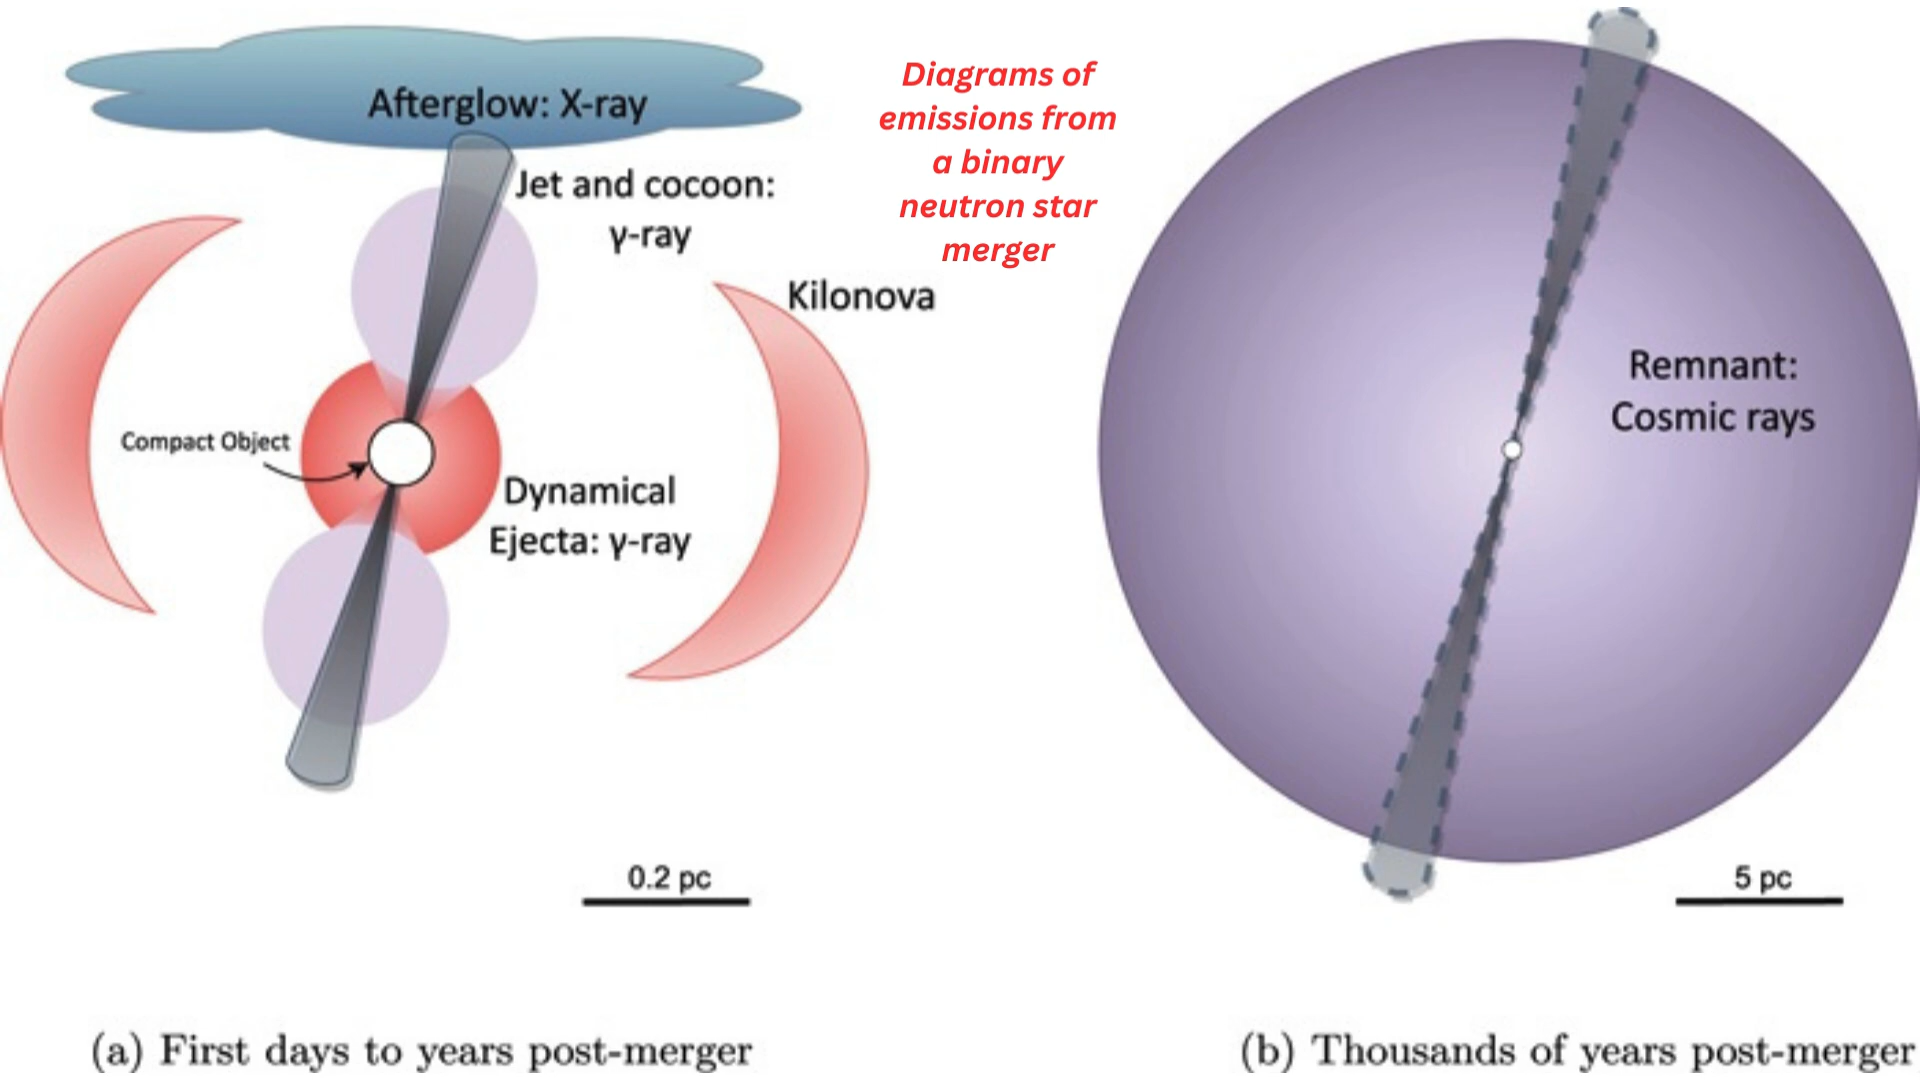 Afterglow: X-ray
Jet and cocoon:
γ-ray
Kilonova
Compact Object
Dynamical
Ejecta: γ-ray
0.2 pc
(a) First days to years post-merger
Diagrams of
emissions from
a binary
neutron star
merger
Remnant:
Cosmic rays
5 pc
(b) Thousands of years post-merger